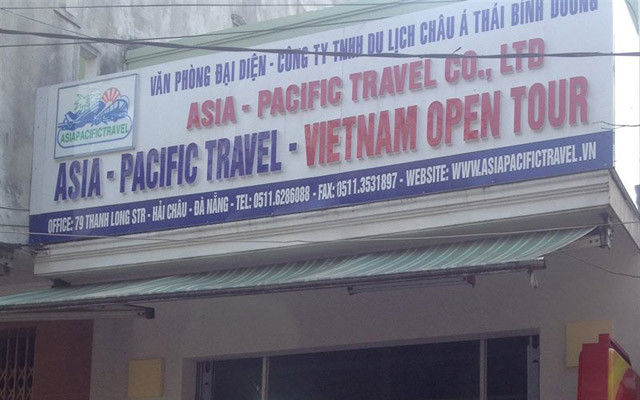 VĂN PHÒNG ĐẠI DIỆN - CÔNG TY TNHH DU LỊCH CHÂU Á THÁI BÌNH DƯƠNG
ASIA - PACIFIC TRAVEL CO., LTD
ASIA - PACIFIC TRAVEL - VIETNAM OPEN TOUR
ASIAPACIFICTRAVEL
OFFICE: 79 THANH LONG STR - HẢI CHÂU - ĐÀ NẴNG - TEL: 0511.6286088 - FAX: 0511.3531897 - WEBSITE: WWW.ASIAPACIFICTRAVEL.VN